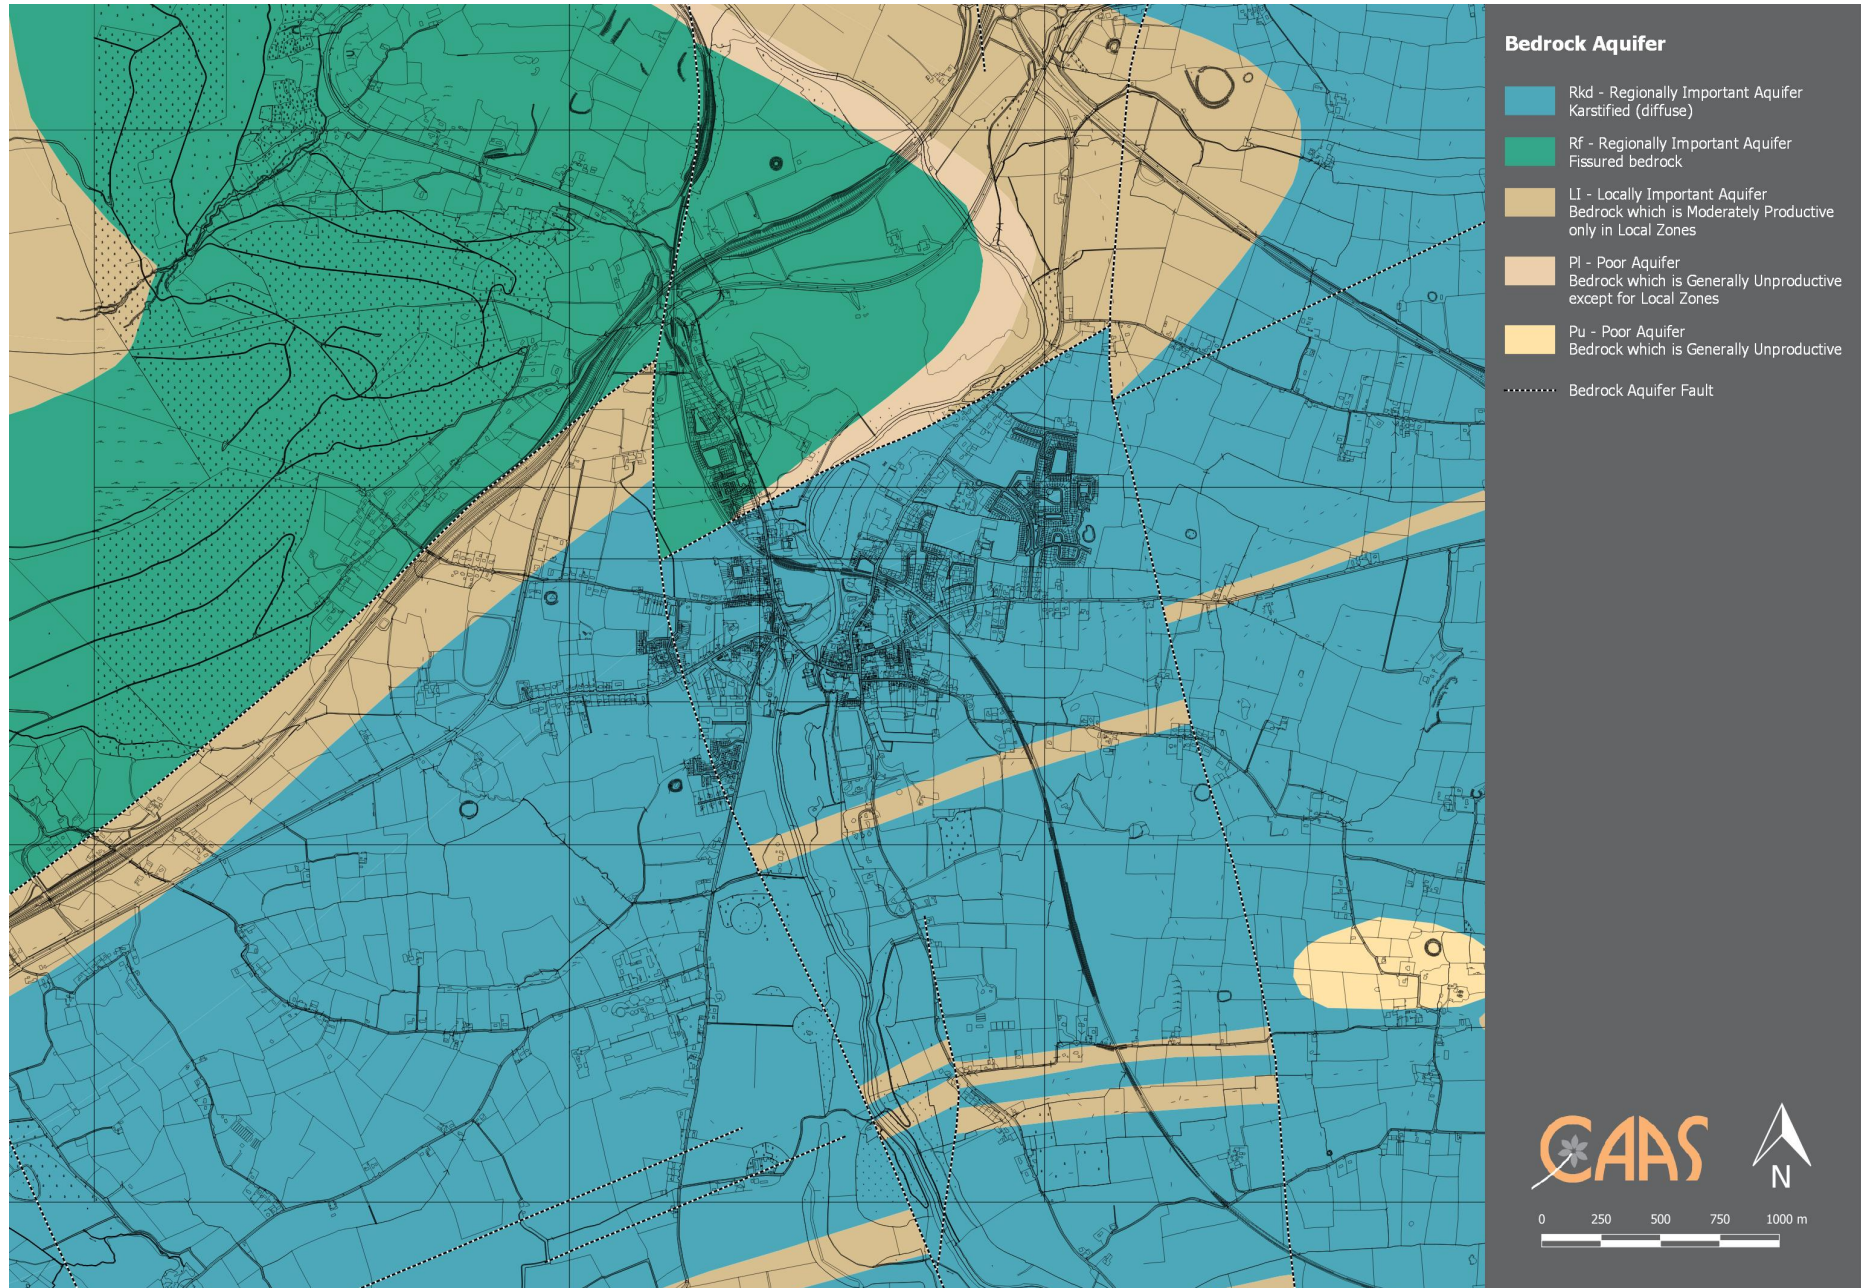 Bedrock Aquifer
Rkd - Regionally Important Aquifer
Karstified (diffuse)
Rf - Regionally Important Aquifer
Fissured bedrock
LI - Locally Important Aquifer
Bedrock which is Moderately Productive
only in Local Zones
Pl - Poor Aquifer
Bedrock which is Generally Unproductive
except for Local Zones
Pu - Poor Aquifer
Bedrock which is Generally Unproductive
Bedrock Aquifer Fault
CAAS
N
0 250 500 750 1000 m